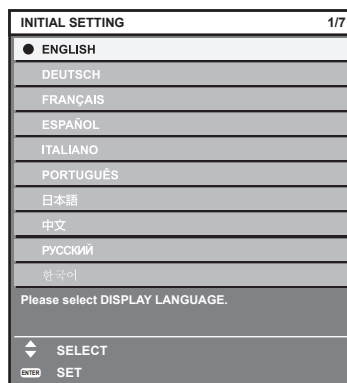 INITIAL SETTING 1/7
ENGLISH
DEUTSCH
FRANÇAIS
ESPAÑOL
ITALIANO
PORTUGUÊS
日本語
中文
РУССКИЙ
한국어
Please select DISPLAY LANGUAGE.
SELECT
ENTER SET